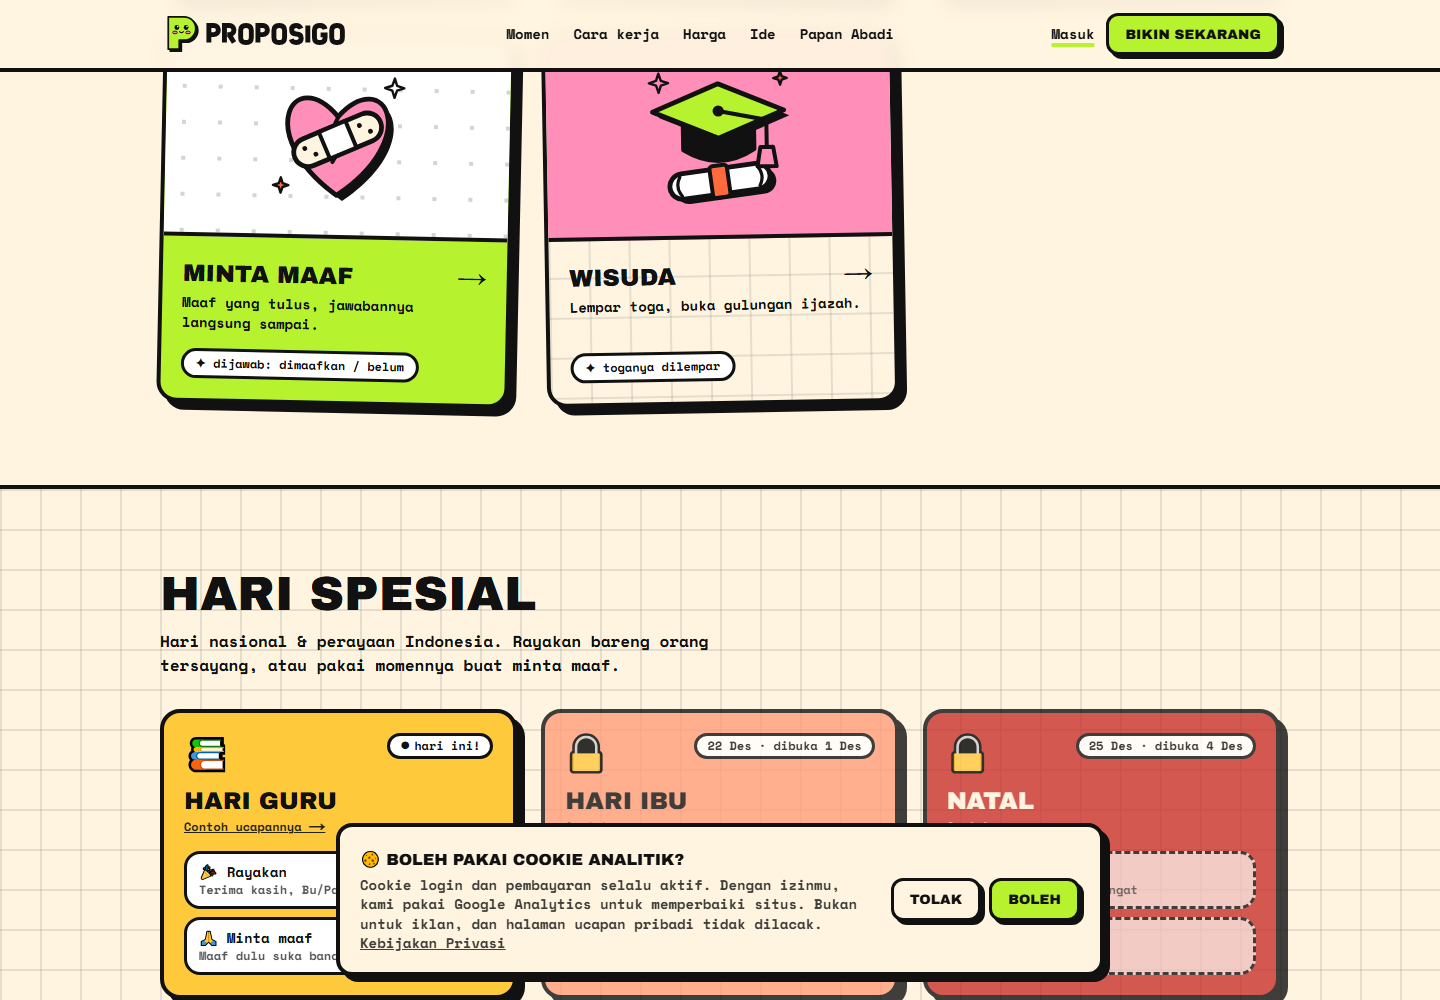 PROPOSIGO
Momen
Cara kerja
Harga
Ide
Papan Abadi
Masuk
BIKIN SEKARANG
MINTA MAAF →
Maaf yang tulus, jawabannya
langsung sampai.
✦ dijawab: dimaafkan / belum
WISUDA →
Lempar toga, buka gulungan ijazah.
✦ toganya dilempar
HARI SPESIAL
Hari nasional & perayaan Indonesia. Rayakan bareng orang
tersayang, atau pakai momennya buat minta maaf.
● hari ini!
HARI GURU
Contoh ucapannya →
Rayakan
Terima kasih, Bu/Pa
Minta maaf
Maaf dulu suka
22 Des · dibuka 1 Des
HARI IBU
25 Des · dibuka 4 Des
NATAL
BOLEH PAKAI COOKIE ANALITIK?
Cookie login dan pembayaran selalu aktif. Dengan izinmu,
kami pakai Google Analytics untuk memperbaiki situs. Bukan
untuk iklan, dan halaman ucapan pribadi tidak dilacak.
Kebijakan Privasi
TOLAK
BOLEH